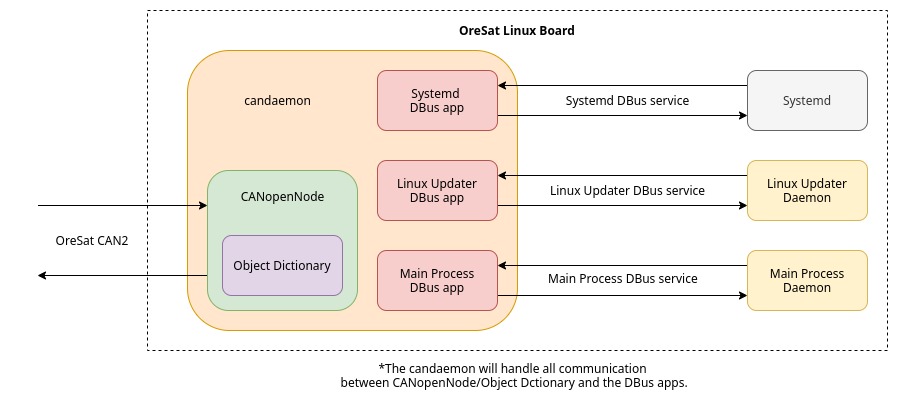 OreSat Linux Board
candaemon
Systemd
DBus app
Systemd DBus service
Systemd
CANopenNode
Linux Updater
DBus app
Linux Updater DBus service
Linux Updater
Daemon
OreSat CAN2
Object Dictionary
Main Process
DBus app
Main Process DBus service
Main Process
Daemon
*The candaemon will handle all communication
between CANopenNode/Object Dctionary and the DBus apps.